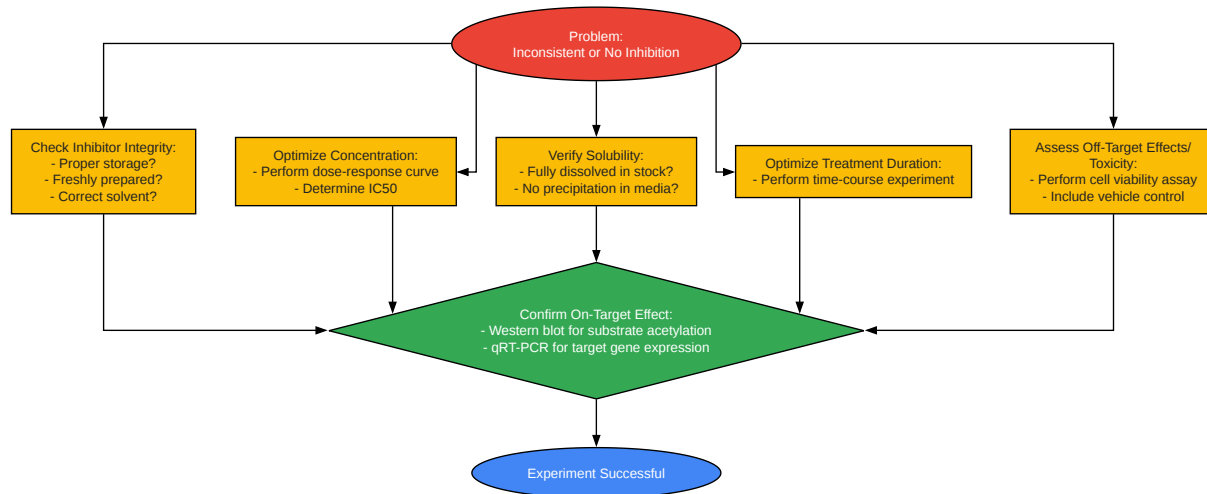 Problem:
Inconsistent or No Inhibition
Check Inhibitor Integrity:
- Proper storage?
- Freshly prepared?
- Correct solvent?
Optimize Concentration:
- Perform dose-response curve
- Determine IC50
Verify Solubility:
- Fully dissolved in stock?
- No precipitation in media?
Optimize Treatment Duration:
- Perform time-course experiment
Assess Off-Target Effects/
Toxicity:
- Perform cell viability assay
- Include vehicle control
Confirm On-Target Effect:
- Western blot for substrate acetylation
- qRT-PCR for target gene expression
Experiment Successful